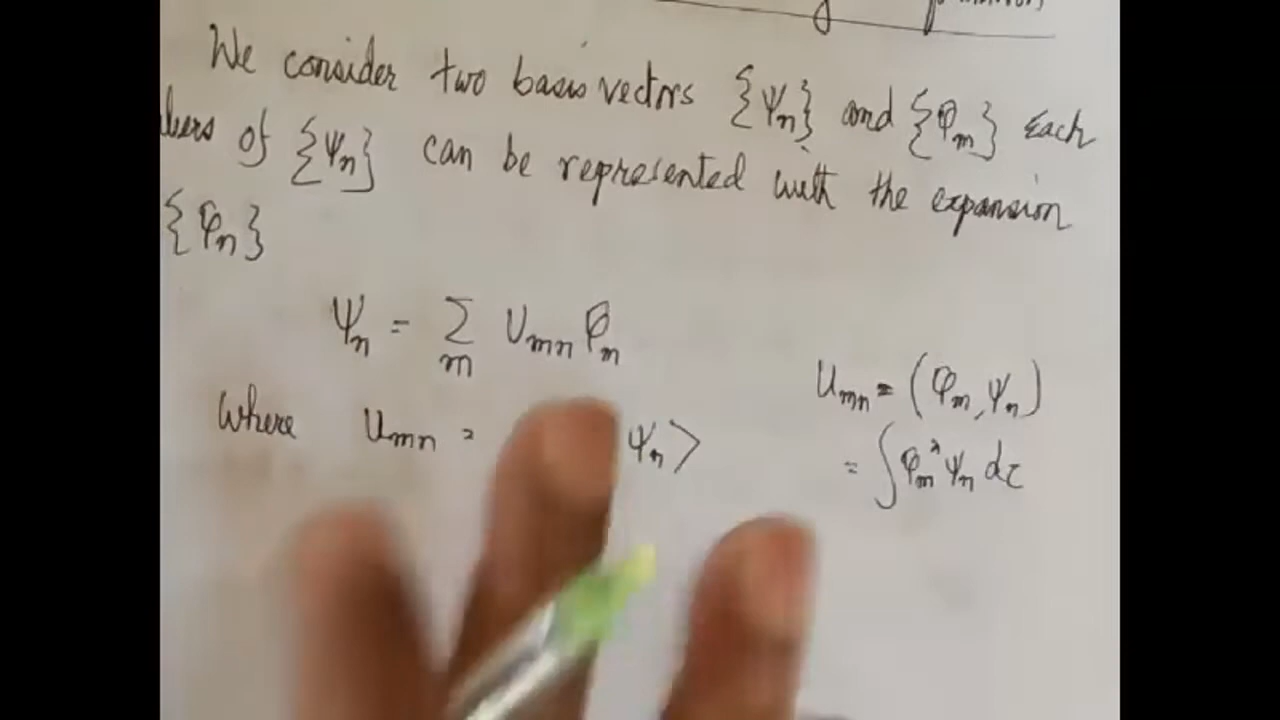 We consider two basis vectors {ψₙ} and {φₘ} Each
of {ψₙ} can be represented with the expansion
{φₙ}
ψₙ = Σₘ Uₘₙ φₘ
Where Uₘₙ = ψₙ⟩
Uₘₙ = (φₘ, ψₙ)
= ∫ φₘ* ψₙ dτ